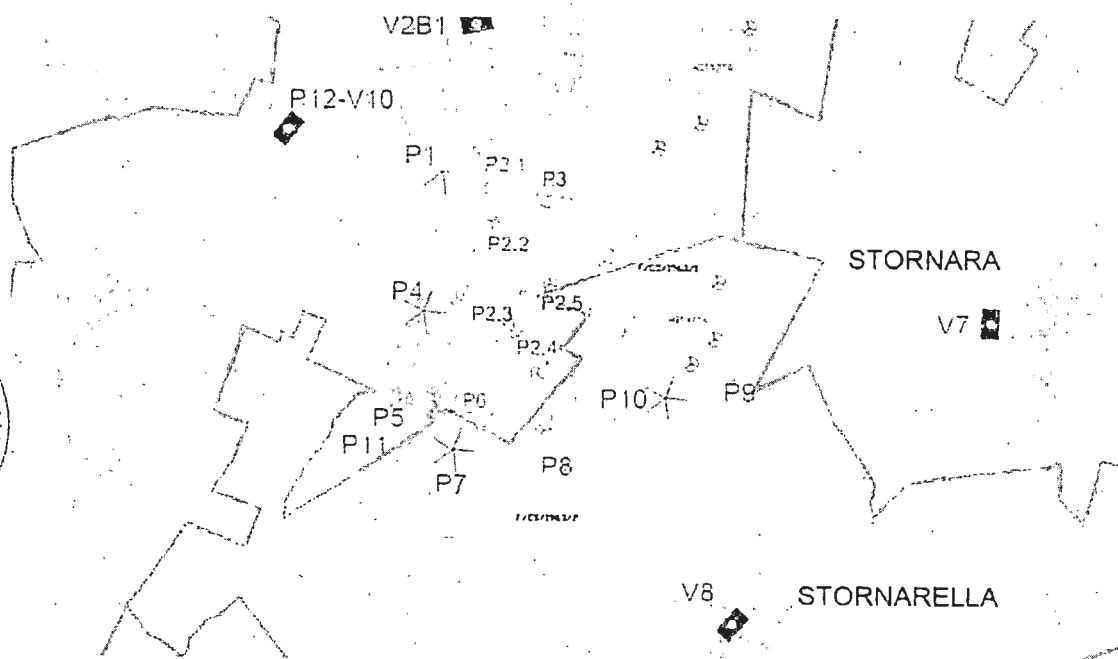 V2B1
P12-V10
P1
P2.1
P3
P2.2
STORNARA
P4
P2.5
P2.3
V7
P2.4
P10
P9
P6
P5
P11
P8
P7
V8
STORNARELLA